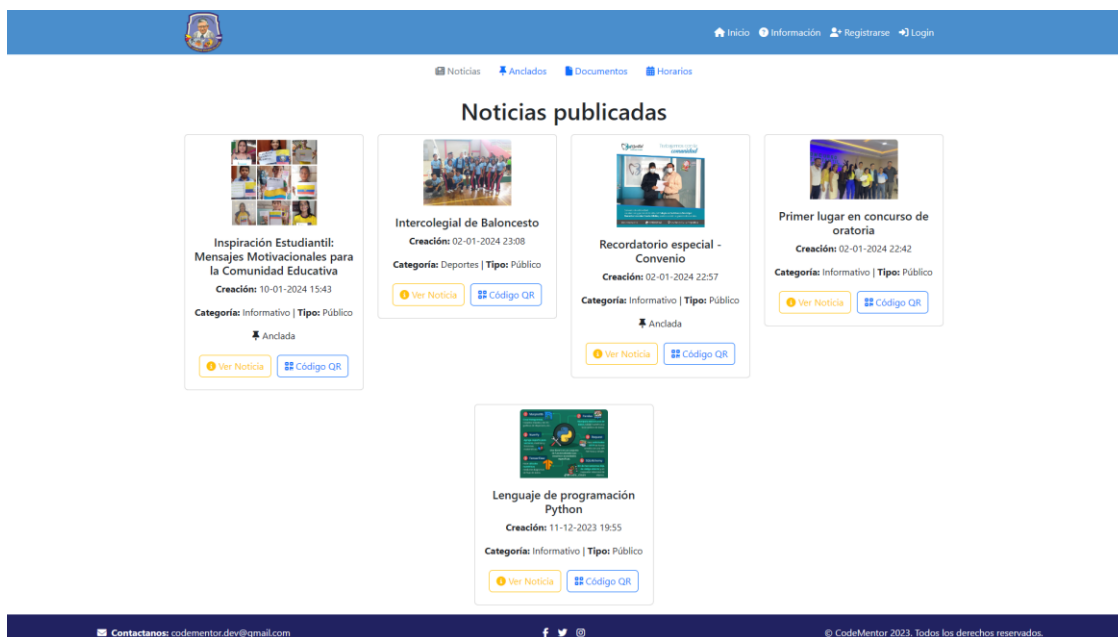 Inicio Información Registrarse Login
Noticias Anclados Documentos Horarios
Noticias publicadas
Inspiración Estudiantil:
Mensajes Motivacionales para
la Comunidad Educativa
Creación: 10-01-2024 15:43
Categoría: Informativo | Tipo: Público
Anclada
Ver Noticia Código QR
Intercolegial de Baloncesto
Creación: 02-01-2024 23:08
Categoría: Deportes | Tipo: Público
Ver Noticia Código QR
comunidad
Recordatorio especial -
Convenio
Creación: 02-01-2024 22:57
Categoría: Informativo | Tipo: Público
Anclada
Ver Noticia Código QR
Primer lugar en concurso de
oratoria
Creación: 02-01-2024 22:42
Categoría: Informativo | Tipo: Público
Ver Noticia Código QR
Lenguaje de programación
Python
Creación: 11-12-2023 19:55
Categoría: Informativo | Tipo: Público
Ver Noticia Código QR
Contactanos: codementor.dev@gmail.com
© CodeMentor 2023. Todos los derechos reservados.